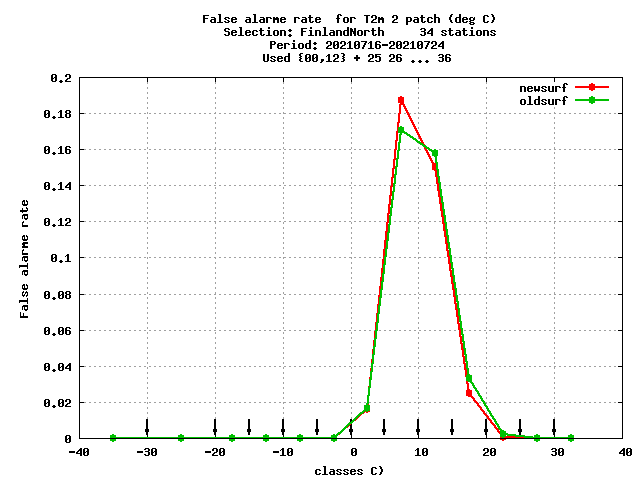 False alarme rate  for T2m 2 patch (deg C)
Selection: FinlandNorth     34 stations
Period: 20210716-20210724
Used {00,12} + 25 26 ... 36
newsurf
oldsurf
0.2
0.18
0.16
0.14
0.12
0.1
0.08
0.06
0.04
0.02
0
False alarme rate
-40 -30 -20 -10 0 10 20 30 40
classes C)